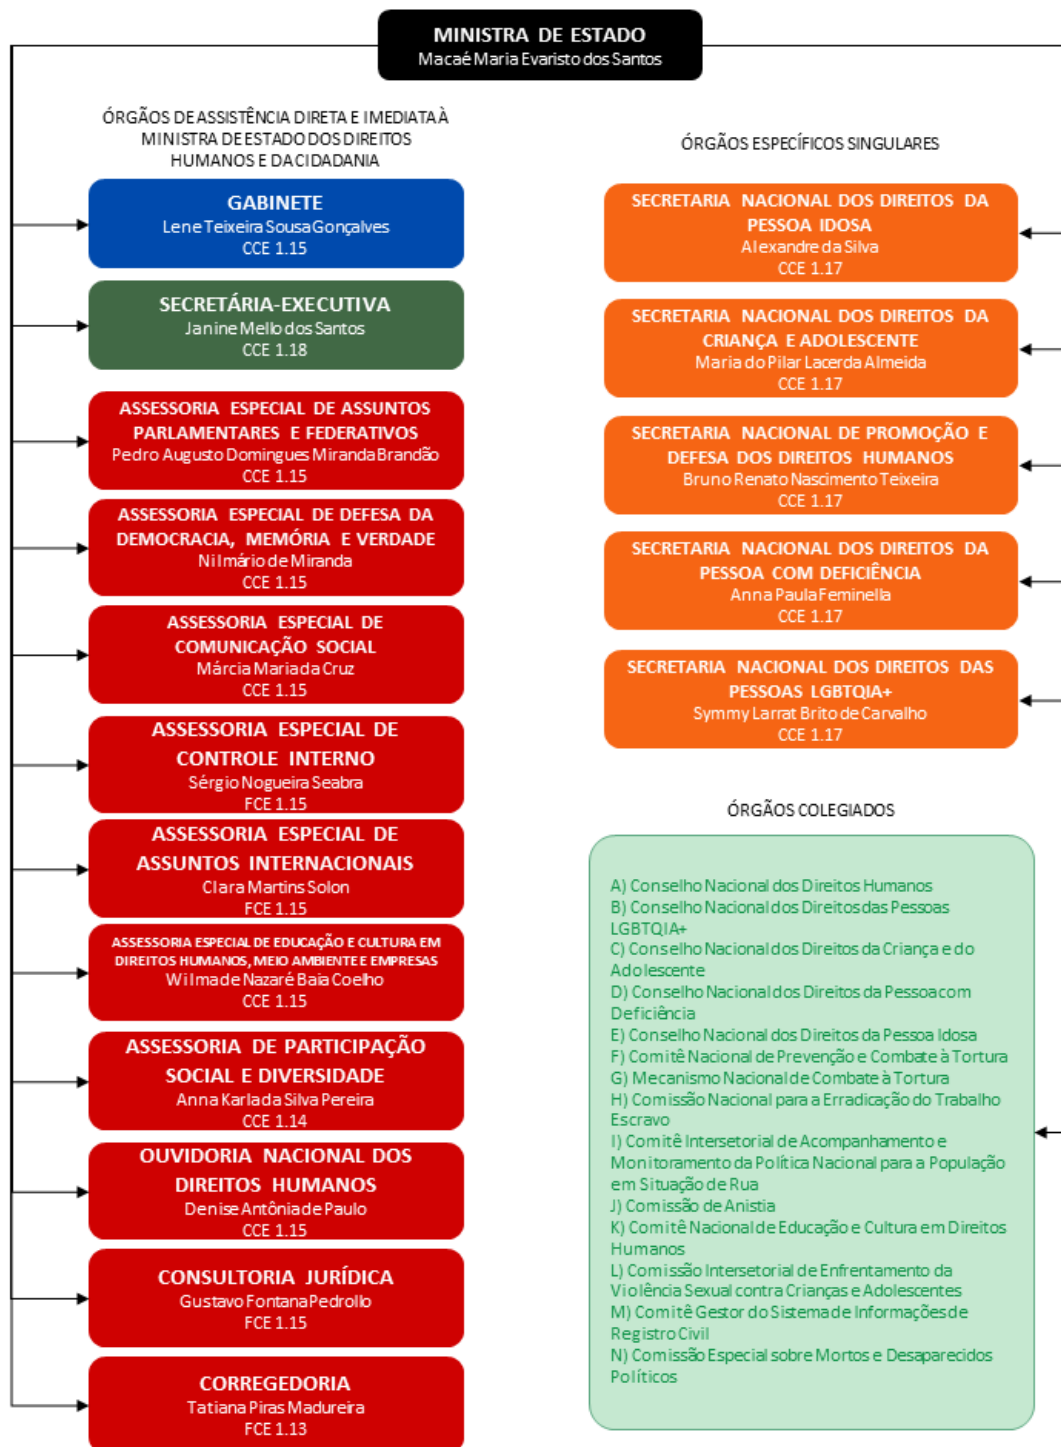 MINISTRA DE ESTADO
Macaé Maria Evaristo dos Santos
ÓRGÃOS DE ASSISTÊNCIA DIRETA E IMEDIATA À
MINISTRA DE ESTADO DOS DIREITOS
HUMANOS E DA CIDADANIA
GABINETE
Lene Teixeira Sousa Gonçalves
CCE 1.15
SECRETÁRIA-EXECUTIVA
Janine Mello dos Santos
CCE 1.18
ASSESSORIA ESPECIAL DE ASSUNTOS
PARLAMENTARES E FEDERATIVOS
Pedro Augusto Domingues Miranda Brandão
CCE 1.15
ASSESSORIA ESPECIAL DE DEFESA DA
DEMOCRACIA, MEMÓRIA E VERDADE
Nilmário de Miranda
CCE 1.15
ASSESSORIA ESPECIAL DE
COMUNICAÇÃO SOCIAL
Márcia Maria da Cruz
CCE 1.15
ASSESSORIA ESPECIAL DE
CONTROLE INTERNO
Sérgio Nogueira Seabra
FCE 1.15
ASSESSORIA ESPECIAL DE
ASSUNTOS INTERNACIONAIS
Clara Martins Solon
FCE 1.15
ASSESSORIA ESPECIAL DE EDUCAÇÃO E CULTURA EM
DIREITOS HUMANOS, MEIO AMBIENTE E EMPRESAS
Wilma de Nazaré Baía Coelho
CCE 1.15
ASSESSORIA DE PARTICIPAÇÃO
SOCIAL E DIVERSIDADE
Anna Karla da Silva Pereira
CCE 1.14
OUVIDORIA NACIONAL DOS
DIREITOS HUMANOS
Denise Antônia de Paulo
CCE 1.15
CONSULTORIA JURÍDICA
Gustavo Fontana Pedrollo
FCE 1.15
CORREGEDORIA
Tatiana Piras Madureira
FCE 1.13
ÓRGÃOS ESPECÍFICOS SINGULARES
SECRETARIA NACIONAL DOS DIREITOS DA
PESSOA IDOSA
Alexandre da Silva
CCE 1.17
SECRETARIA NACIONAL DOS DIREITOS DA
CRIANÇA E ADOLESCENTE
Maria do Pilar Lacerda Almeida
CCE 1.17
SECRETARIA NACIONAL DE PROMOÇÃO E
DEFESA DOS DIREITOS HUMANOS
Bruno Renato Nascimento Teixeira
CCE 1.17
SECRETARIA NACIONAL DOS DIREITOS DA
PESSOA COM DEFICIÊNCIA
Anna Paula Feminella
CCE 1.17
SECRETARIA NACIONAL DOS DIREITOS DAS
PESSOAS LGBTQIA+
Symmy Larrat Brito de Carvalho
CCE 1.17
ÓRGÃOS COLEGIADOS
A) Conselho Nacional dos Direitos Humanos
B) Conselho Nacional dos Direitos das Pessoas
LGBTQIA+
C) Conselho Nacional dos Direitos da Criança e do
Adolescente
D) Conselho Nacional dos Direitos da Pessoa com
Deficiência
E) Conselho Nacional dos Direitos da Pessoa Idosa
F) Comitê Nacional de Prevenção e Combate à Tortura
G) Mecanismo Nacional de Combate à Tortura
H) Comissão Nacional para a Erradicação do Trabalho
Escravo
I) Comitê Intersetorial de Acompanhamento e
Monitoramento da Política Nacional para a População
em Situação de Rua
J) Comissão de Anistia
K) Comitê Nacional de Educação e Cultura em Direitos
Humanos
L) Comissão Intersetorial de Enfrentamento da
Violência Sexual contra Crianças e Adolescentes
M) Comitê Gestor do Sistema de Informações de
Registro Civil
N) Comissão Especial sobre Mortos e Desaparecidos
Políticos